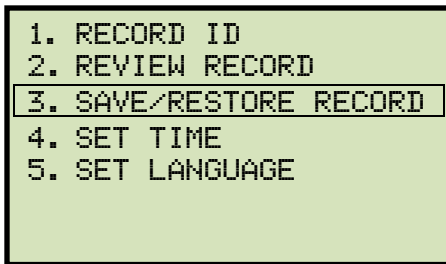 1. RECORD ID
2. REVIEW RECORD
3. SAVE/RESTORE RECORD
4. SET TIME
5. SET LANGUAGE